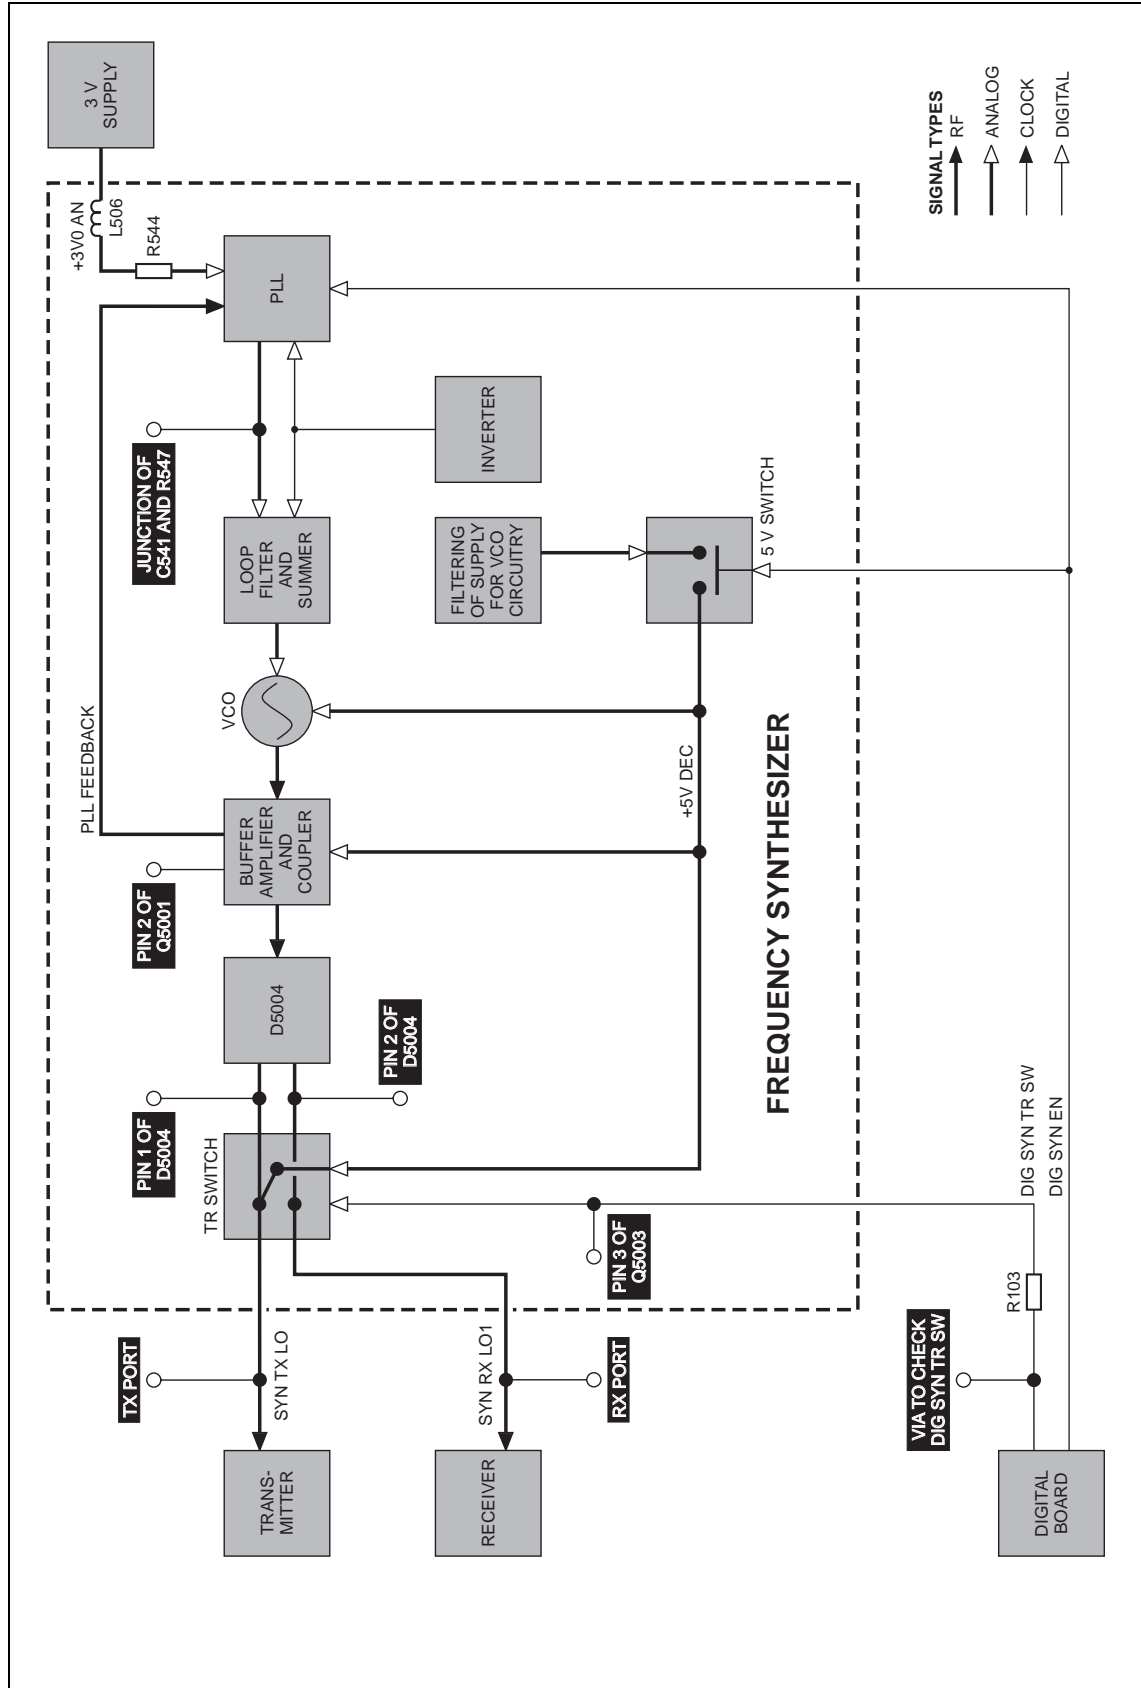 3 V
SUPPLY
+3V0 AN
L506
R544
PLL
JUNCTION OF
C541 AND R547
INVERTER
LOOP
FILTER
AND
SUMMER
FILTERING
OF SUPPLY
FOR VCO
CIRCUITRY
5 V SWITCH
VCO
PLL FEEDBACK
BUFFER
AMPLIFIER
AND
COUPLER
+5V DEC
PIN 2 OF
Q5001
D5004
PIN 2 OF
D5004
PIN 1 OF
D5004
TR SWITCH
PIN 3 OF
Q5003
FREQUENCY SYNTHESIZER
DIG SYN TR SW
DIG SYN EN
R103
TX PORT
SYN TX LO
SYN RX LO1
RX PORT
VIA TO CHECK
DIG SYN TR SW
TRANS-
MITTER
RECEIVER
DIGITAL
BOARD
SIGNAL TYPES
RF
ANALOG
CLOCK
DIGITAL